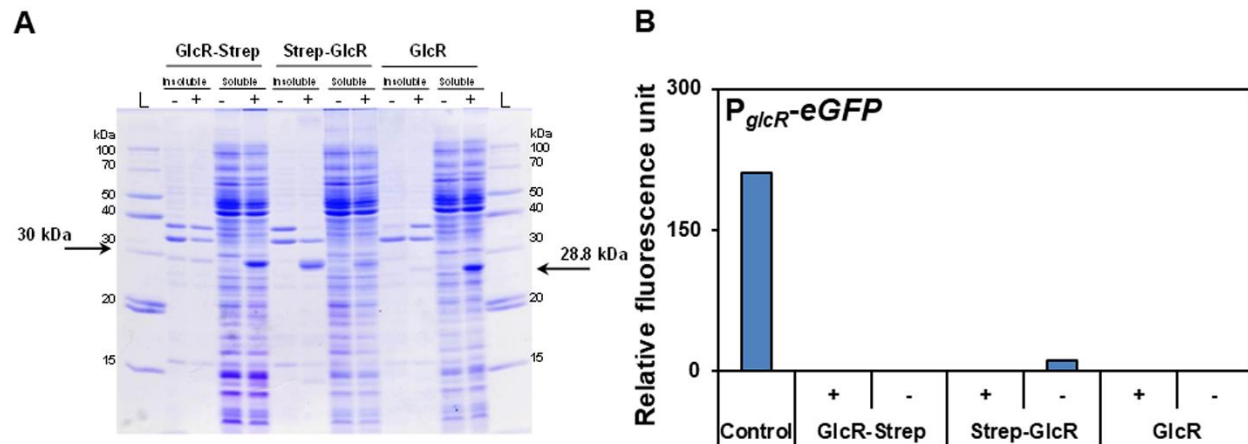 A
GlcR-Strep Strep-GlcR GlcR
Insoluble Soluble Insoluble Soluble Insoluble Soluble
L - + - + - + - + - + - + L
kDa
100
70
50
40
30
20
15
30 kDa
kDa
100
70
50
40
30
20
15
28.8 kDa
B
PglcR-eGFP
Relative fluorescence unit
300
150
0
+ - + - + -
Control GlcR-Strep Strep-GlcR GlcR